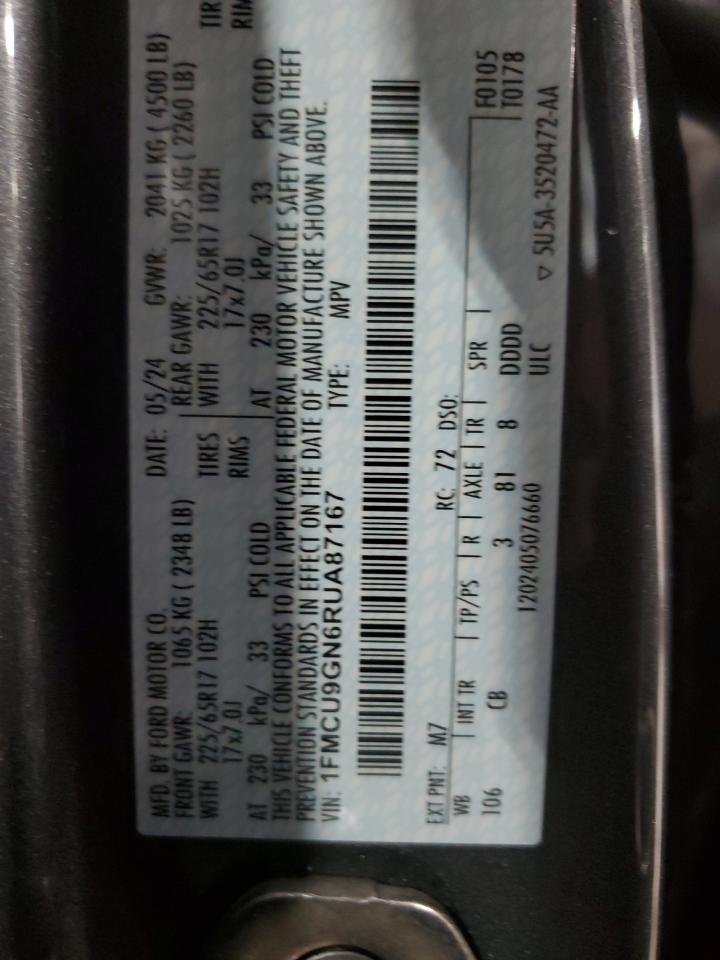 MFD. BY FORD MOTOR CO. DATE: 05/24 GVWR: 2041 KG ( 4500 LB)
FRONT GAWR: 1065 KG ( 2348 LB) REAR GAWR: 1025 KG ( 2260 LB)
WITH 225/65R17 102H TIRES WITH 225/65R17 102H TIR
17x7.0J RIMS 17x7.0J RIM
AT 230 kPa/ 33 PSI COLD AT 230 kPa/ 33 PSI COLD
THIS VEHICLE CONFORMS TO ALL APPLICABLE FEDERAL MOTOR VEHICLE SAFETY AND THEFT
PREVENTION STANDARDS IN EFFECT ON THE DATE OF MANUFACTURE SHOWN ABOVE.
VIN: 1FMCU9GN6RUA87167 TYPE: MPV
EXT PNT: M7 RC: 72 DSO:
WB INT TR TP/PS R AXLE TR SPR F0105
106 CB 3 81 8 DDDD T0178
1202405076660 ULC
▽ 5U5A-3520472-AA